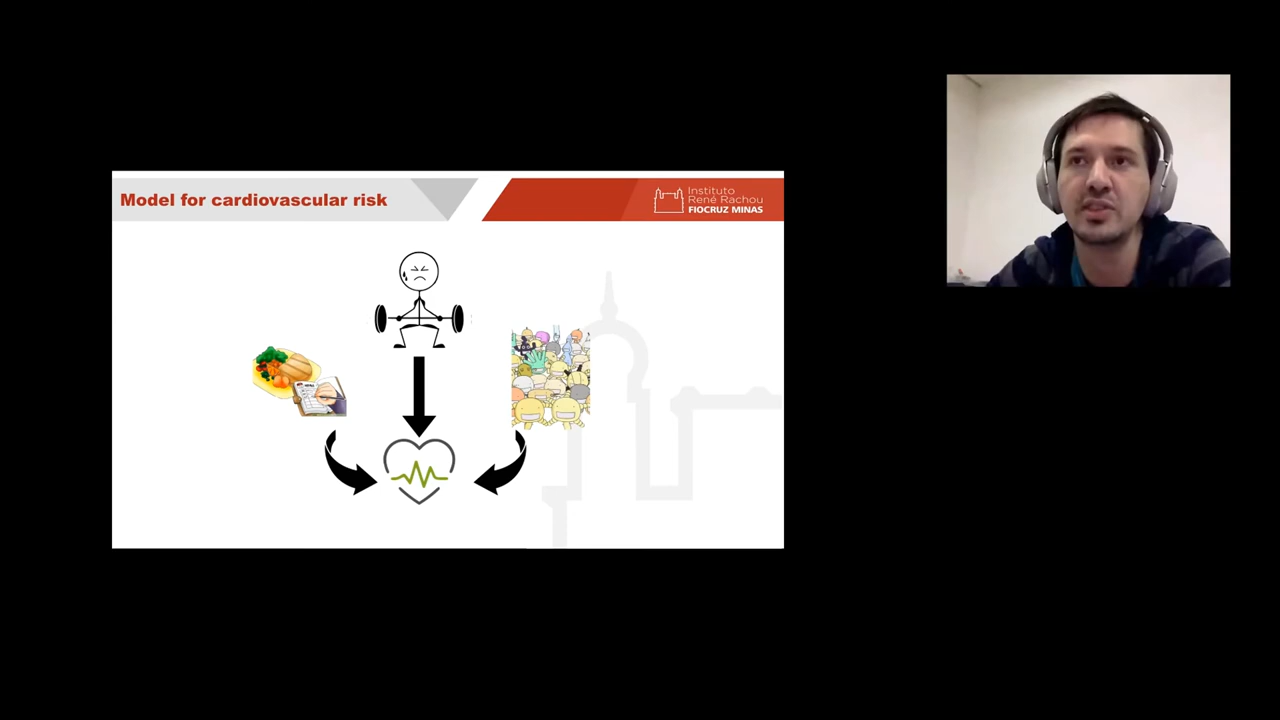 Model for cardiovascular risk
Instituto
René Rachou
FIOCRUZ MINAS